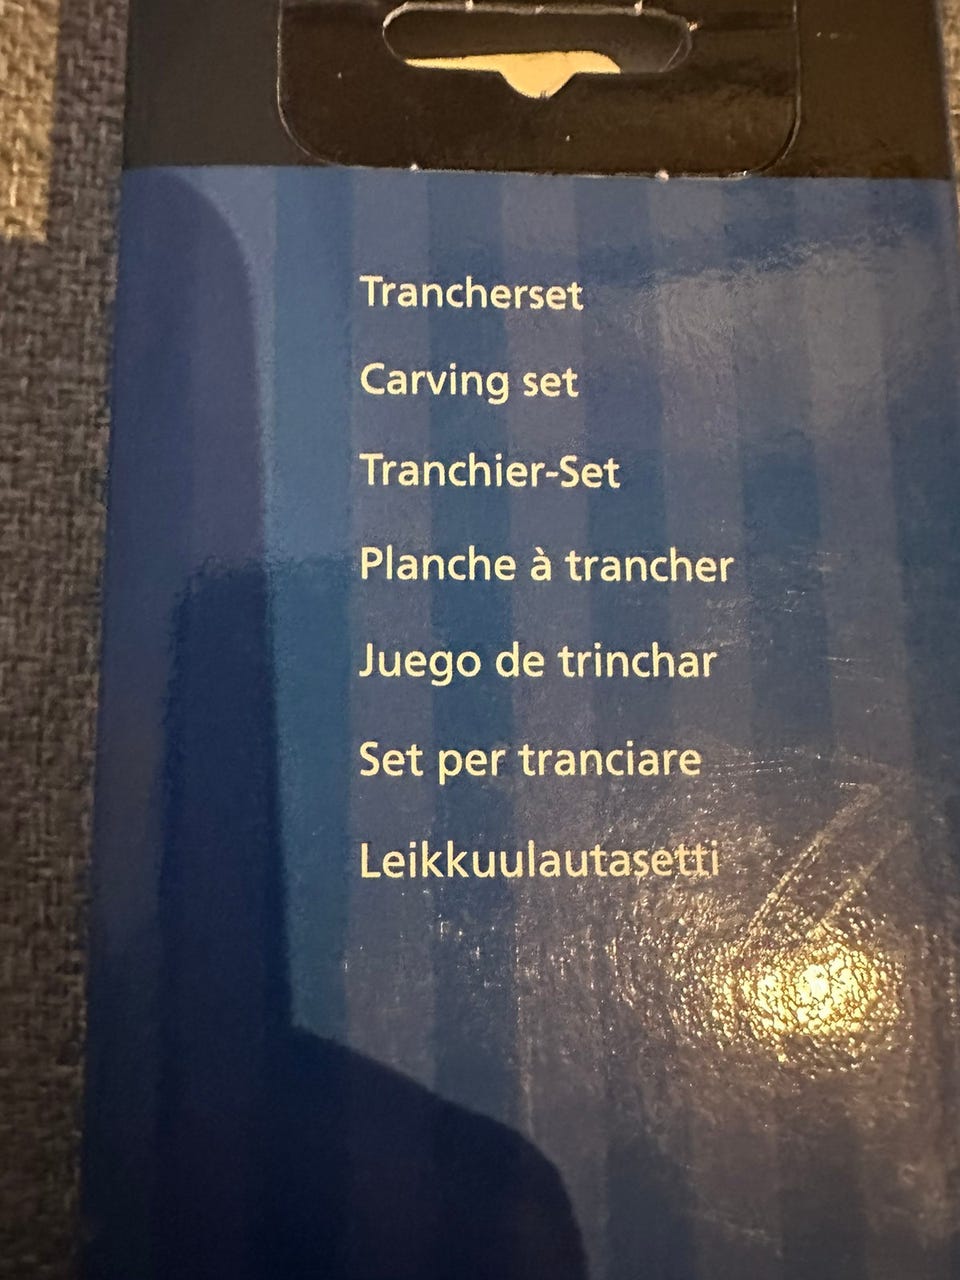 Trancherset
Carving set
Tranchier-Set
Planche à trancher
Juego de trinchar
Set per tranciare
Leikkuulautasetti